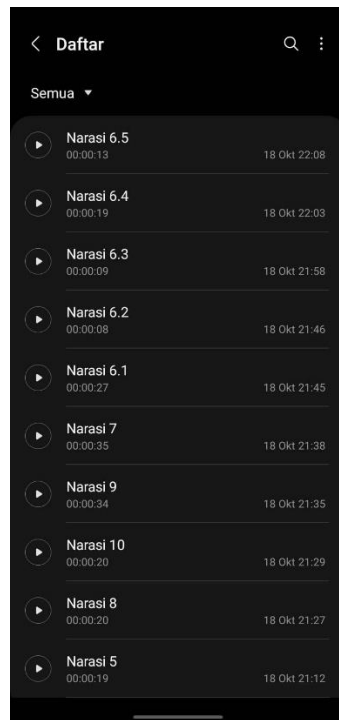 Daftar
Semua
Narasi 6.5
00:00:13 18 Okt 22:08
Narasi 6.4
00:00:19 18 Okt 22:03
Narasi 6.3
00:00:09 18 Okt 21:58
Narasi 6.2
00:00:08 18 Okt 21:46
Narasi 6.1
00:00:27 18 Okt 21:45
Narasi 7
00:00:35 18 Okt 21:38
Narasi 9
00:00:34 18 Okt 21:35
Narasi 10
00:00:20 18 Okt 21:29
Narasi 8
00:00:20 18 Okt 21:27
Narasi 5
00:00:19 18 Okt 21:12